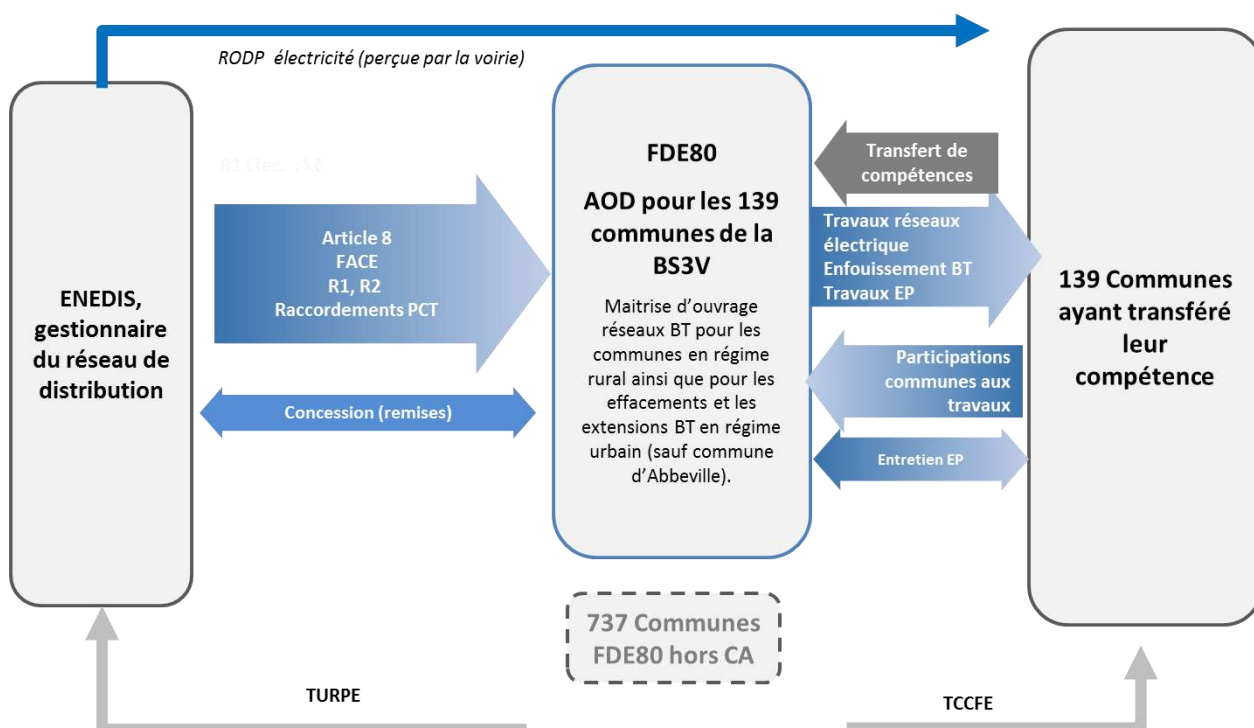 RODP électricité (perçue par la voirie)
ENEDIS,
gestionnaire
du réseau de
distribution
Article 8
FACE
R1, R2
Raccordements PCT
Concession (remises)
FDE80
AOD pour les 139
communes de la
BS3V
Maitrise d’ouvrage
réseaux BT pour les
communes en régime
rural ainsi que pour les
effacements et les
extensions BT en régime
urbain (sauf commune
d’Abbeville).
Transfert de
compétences
Travaux réseaux
électrique
Enfouissement BT
Travaux EP
Participations
communes aux
travaux
Entretien EP
139 Communes
ayant transféré
leur
compétence
737 Communes
FDE80 hors CA
TURPE
TCCFE